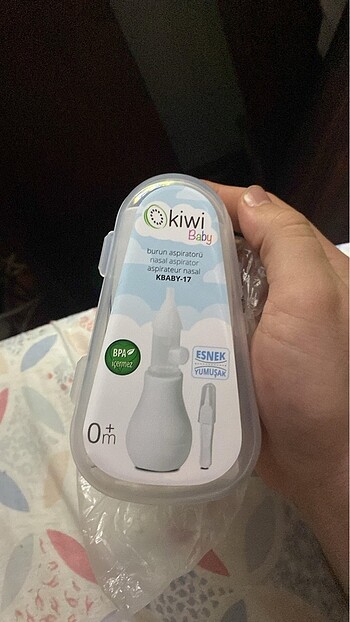 kiwi
Baby
burun aspiratörü
nasal aspirator
aspirateur nasal
KBABY-17
BPA
içermez
ESNEK
YUMUŞAK
0+
m